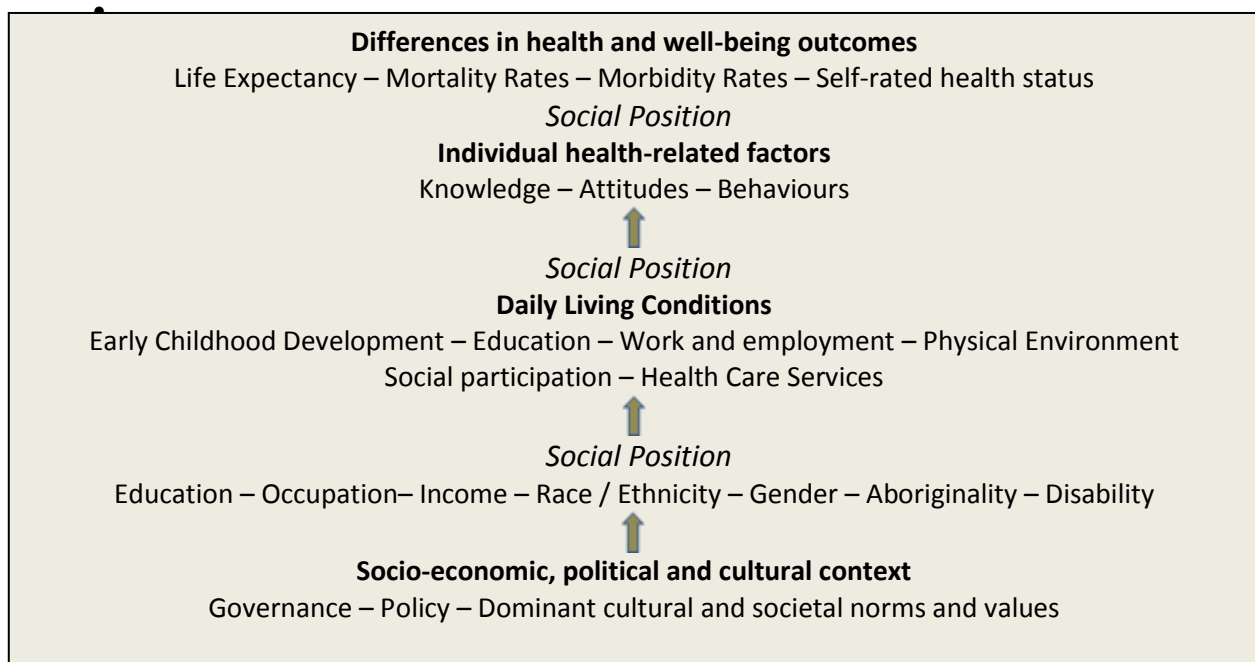 Differences in health and well-being outcomes
Life Expectancy – Mortality Rates – Morbidity Rates – Self-rated health status
Social Position
Individual health-related factors
Knowledge – Attitudes – Behaviours
Social Position
Daily Living Conditions
Early Childhood Development – Education – Work and employment – Physical Environment
Social participation – Health Care Services
Social Position
Education – Occupation– Income – Race / Ethnicity – Gender – Aboriginality – Disability
Socio-economic, political and cultural context
Governance – Policy – Dominant cultural and societal norms and values